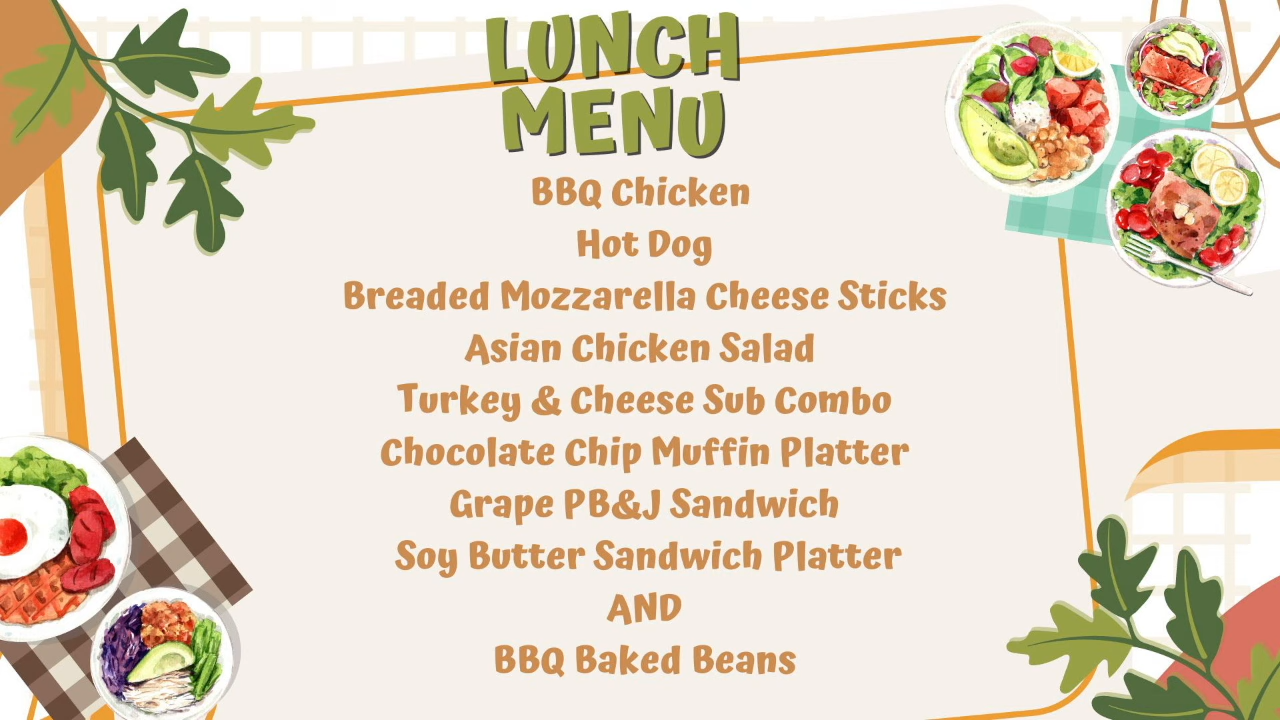 LUNCH
MENU
BBQ Chicken
Hot Dog
Breaded Mozzarella Cheese Sticks
Asian Chicken Salad
Turkey & Cheese Sub Combo
Chocolate Chip Muffin Platter
Grape PB&J Sandwich
Soy Butter Sandwich Platter
AND
BBQ Baked Beans